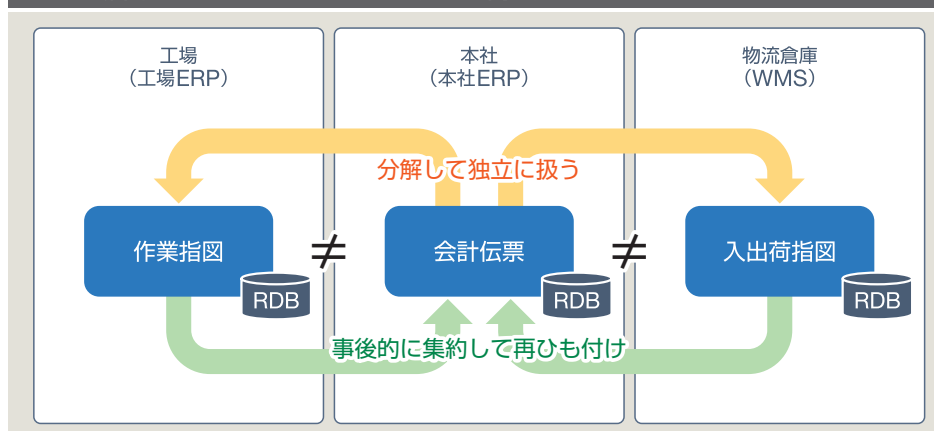 工場
(工場ERP)
本社
(本社ERP)
物流倉庫
(WMS)
分解して独立に扱う
作業指図
≠
会計伝票
≠
入出荷指図
RDB
RDB
RDB
事後的に集約して再ひも付け